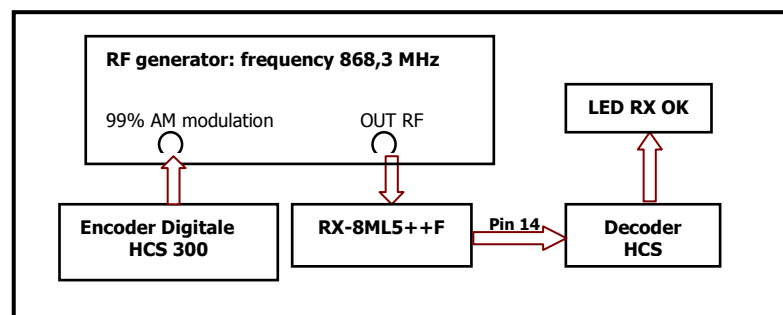 RF generator: frequency 868,3 MHz
99% AM modulation
OUT RF
LED RX OK
Encoder Digitale
HCS 300
RX-8ML5++F
Pin 14
Decoder
HCS